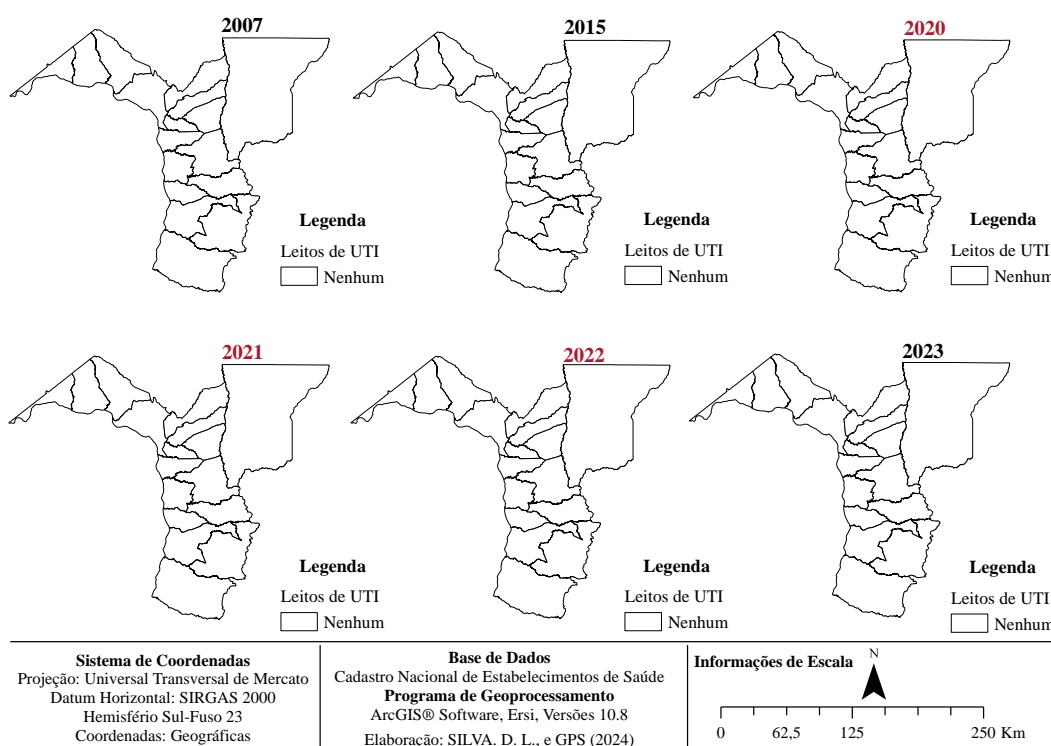 2007
2015
2020
Legenda
Leitos de UTI
Nenhum
Legenda
Leitos de UTI
Nenhum
Legenda
Leitos de UTI
Nenhum
2021
2022
2023
Legenda
Leitos de UTI
Nenhum
Legenda
Leitos de UTI
Nenhum
Legenda
Leitos de UTI
Nenhum
Sistema de Coordenadas
Projeção: Universal Transversal de Mercato
Datum Horizontal: SIRGAS 2000
Hemisfério Sul-Fuso 23
Coordenadas: Geográficas
Base de Dados
Cadastro Nacional de Estabelecimentos de Saúde
Programa de Geoprocessamento
ArcGIS® Software, Ersi, Versões 10.8
Elaboração: SILVA. D. L., e GPS (2024)
Informações de Escala
N
0 62,5 125 250 Km